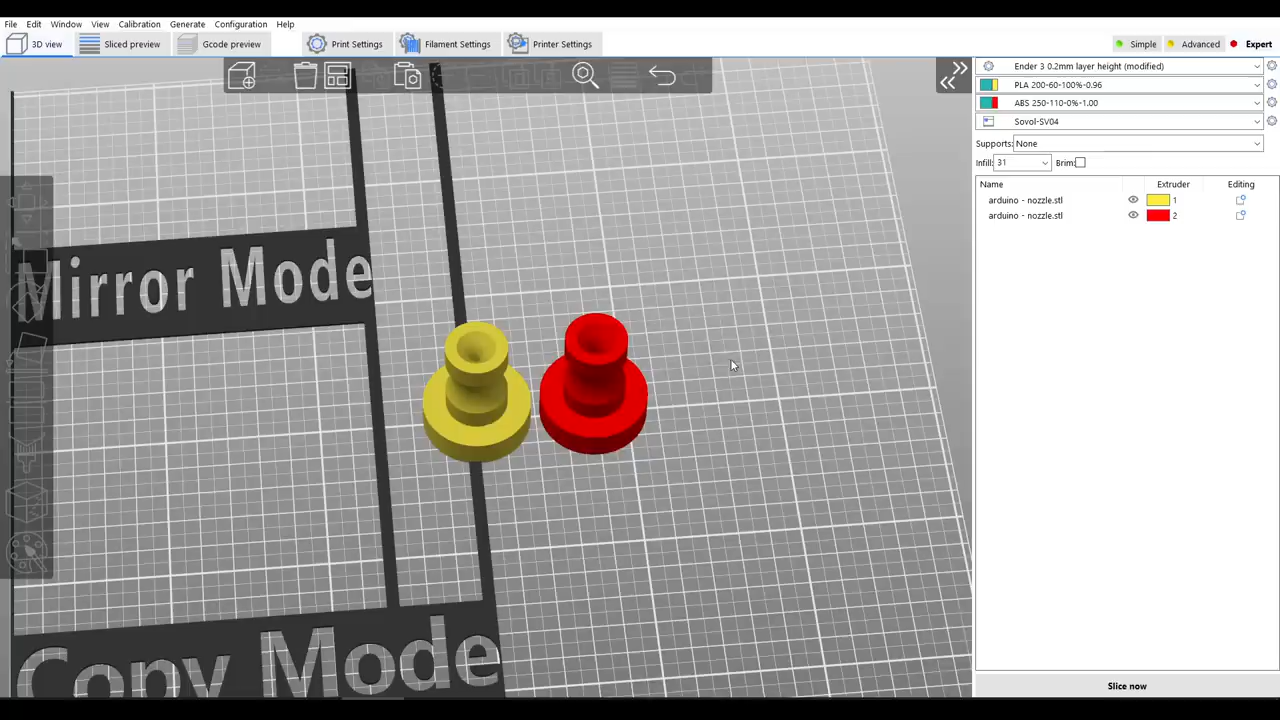 File Edit Window View Calibration Generate Configuration Help
3D view Sliced preview Gcode preview Print Settings Filament Settings Printer Settings Simple Advanced Expert
Ender 3 0.2mm layer height (modified)
PLA 200-60-100%-0.96
ABS 250-110-0%-1.00
Sovol-SV04
Supports: None
Infill: 31 Brim:
Name Extruder Editing
arduino - nozzle.stl 1
arduino - nozzle.stl 2
Mirror Mode
Copy Mode
Slice now